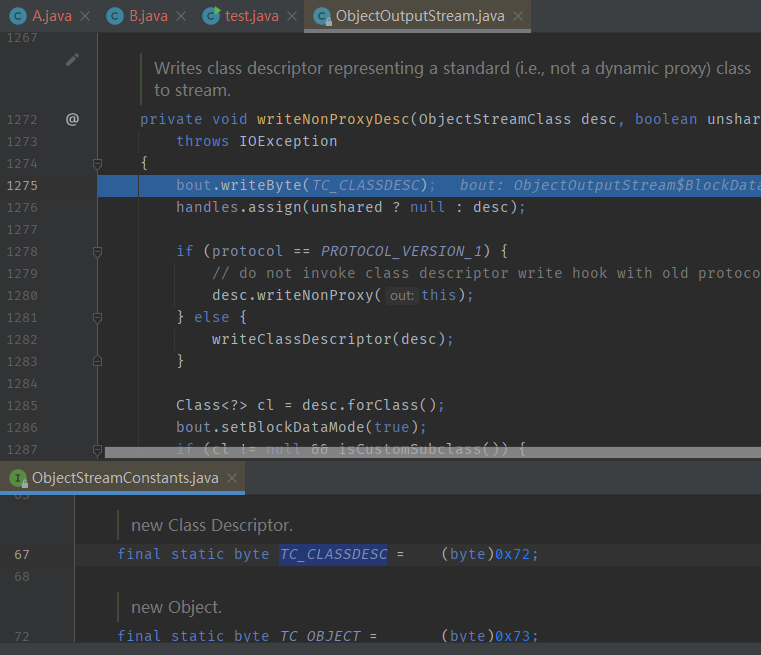 A.java B.java test.java ObjectOutputStream.java
1267
Writes class descriptor representing a standard (i.e., not a dynamic proxy) class
to stream.
1272 @ private void writeNonProxyDesc(ObjectStreamClass desc, boolean unshar
1273 throws IOException
1274 {
1275 bout.writeByte(TC_CLASSDESC); bout: ObjectOutputStream$BlockData
1276 handles.assign(unshared ? null : desc);
1277
1278 if (protocol == PROTOCOL_VERSION_1) {
1279 // do not invoke class descriptor write hook with old protoco
1280 desc.writeNonProxy( out: this);
1281 } else {
1282 writeClassDescriptor(desc);
1283 }
1284
1285 Class<?> cl = desc.forClass();
1286 bout.setBlockDataMode(true);
1287 if (cl != null && isCustomSubclass()) {
ObjectStreamConstants.java
new Class Descriptor.
67 final static byte TC_CLASSDESC = (byte)0x72;
68
new Object.
72 final static byte TC_OBJECT = (byte)0x73;